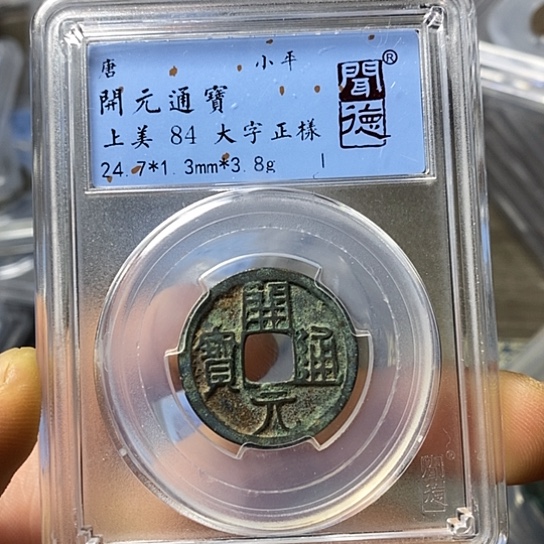 唐 小平
開元通寶
上美 84 大字正樣
24.7*1.3mm*3.8g
聞德®
開元通寶